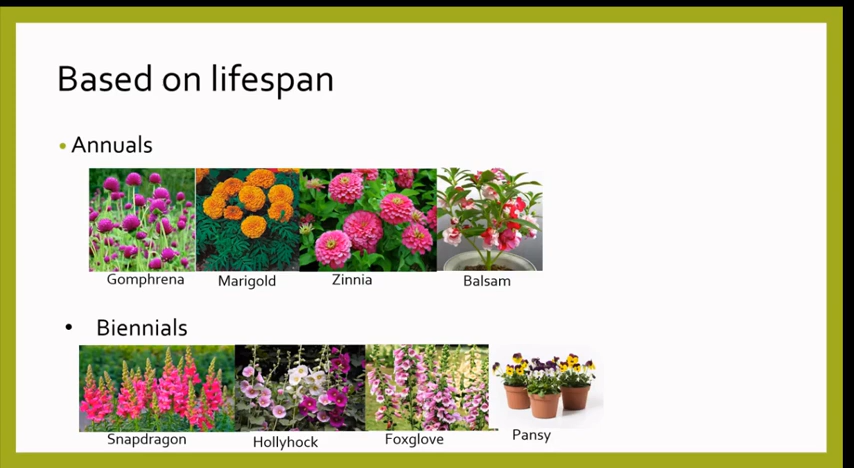 Based on lifespan
• Annuals
Gomphrena Marigold Zinnia Balsam
• Biennials
Snapdragon Hollyhock Foxglove Pansy